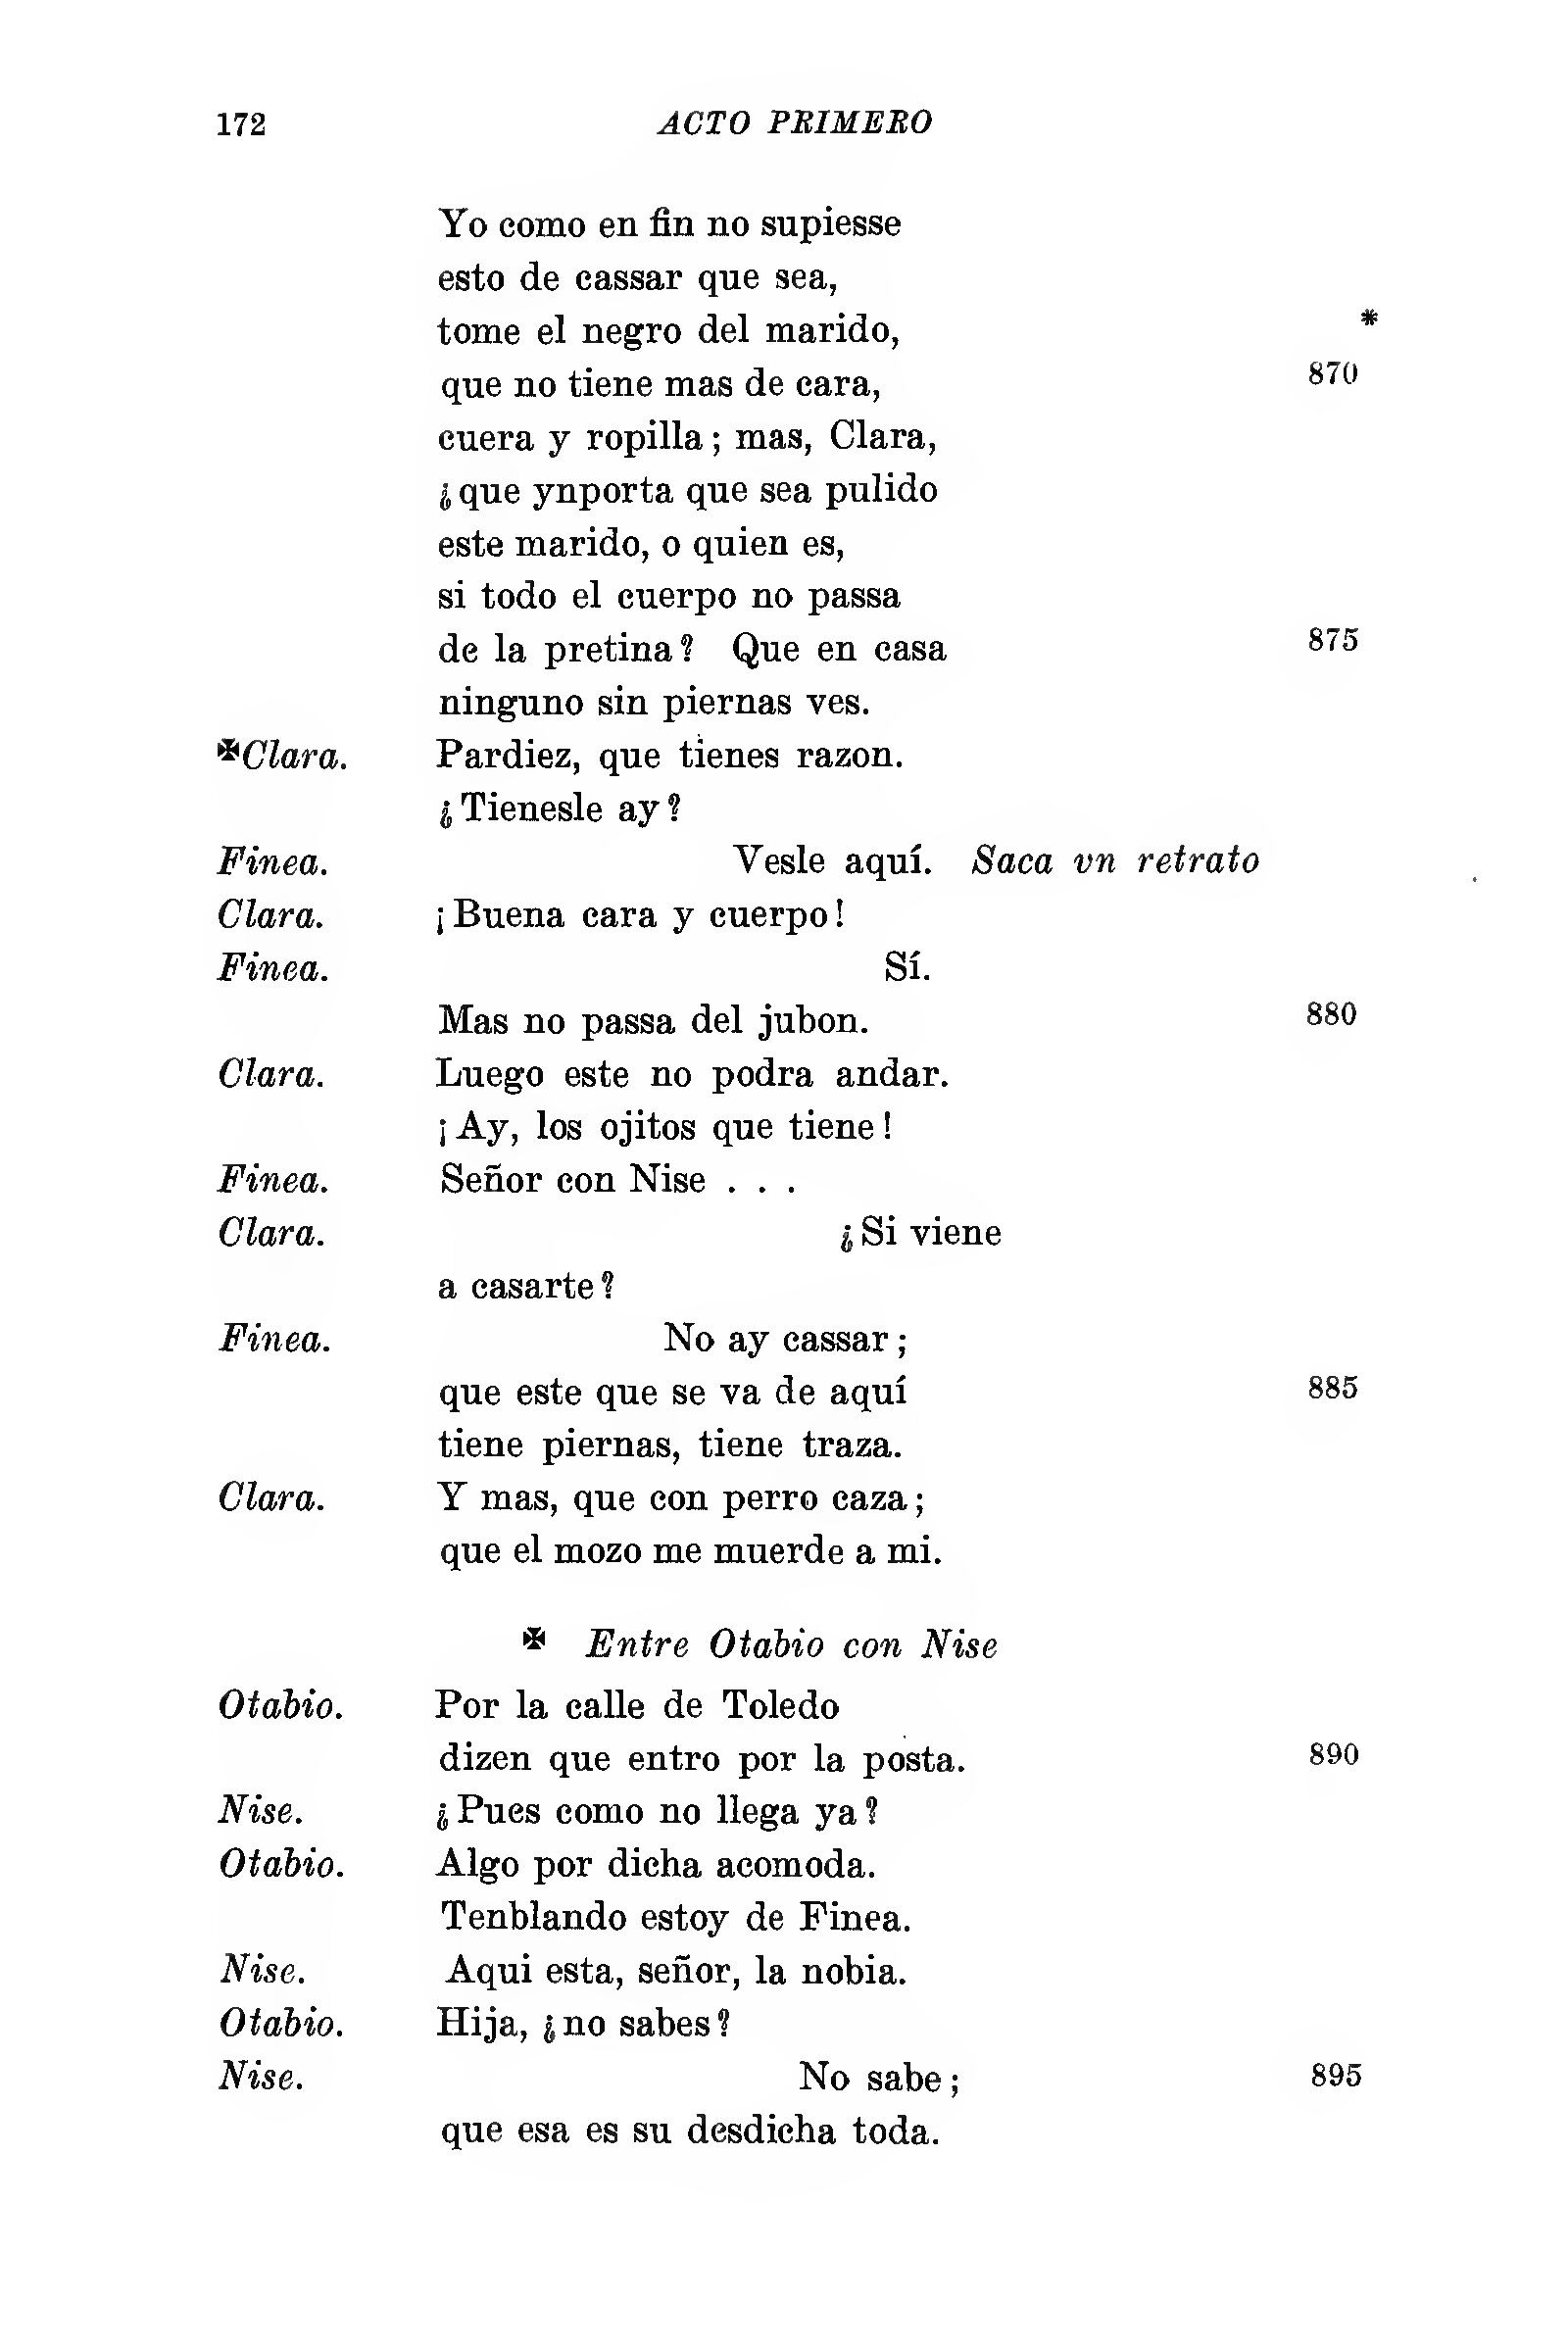 172 ACTO PRIMERO
Yo como en fin no supiesse
esto de cassar que sea,
tome el negro del marido, *
que no tiene mas de cara, 870
cuera y ropilla; mas, Clara,
¿que ynporta que sea pulido
este marido, o quien es,
si todo el cuerpo no passa
de la pretina? Que en casa 875
ninguno sin piernas ves.
✠Clara. Pardiez, que tienes razon.
¿Tienesle ay?
Finea. Vesle aquí. Saca vn retrato
Clara. ¡Buena cara y cuerpo!
Finea. Sí.
Mas no passa del jubon. 880
Clara. Luego este no podra andar.
¡Ay, los ojitos que tiene!
Finea. Señor con Nise . . .
Clara. ¿Si viene
a casarte?
Finea. No ay cassar;
que este que se va de aquí 885
tiene piernas, tiene traza.
Clara. Y mas, que con perro caza;
que el mozo me muerde a mi.
✠ Entre Otabio con Nise
Otabio. Por la calle de Toledo
dizen que entro por la posta. 890
Nise. ¿Pues como no llega ya?
Otabio. Algo por dicha acomoda.
Tenblando estoy de Finea.
Nise. Aqui esta, señor, la nobia.
Otabio. Hija, ¿no sabes?
Nise. No sabe; 895
que esa es su desdicha toda.